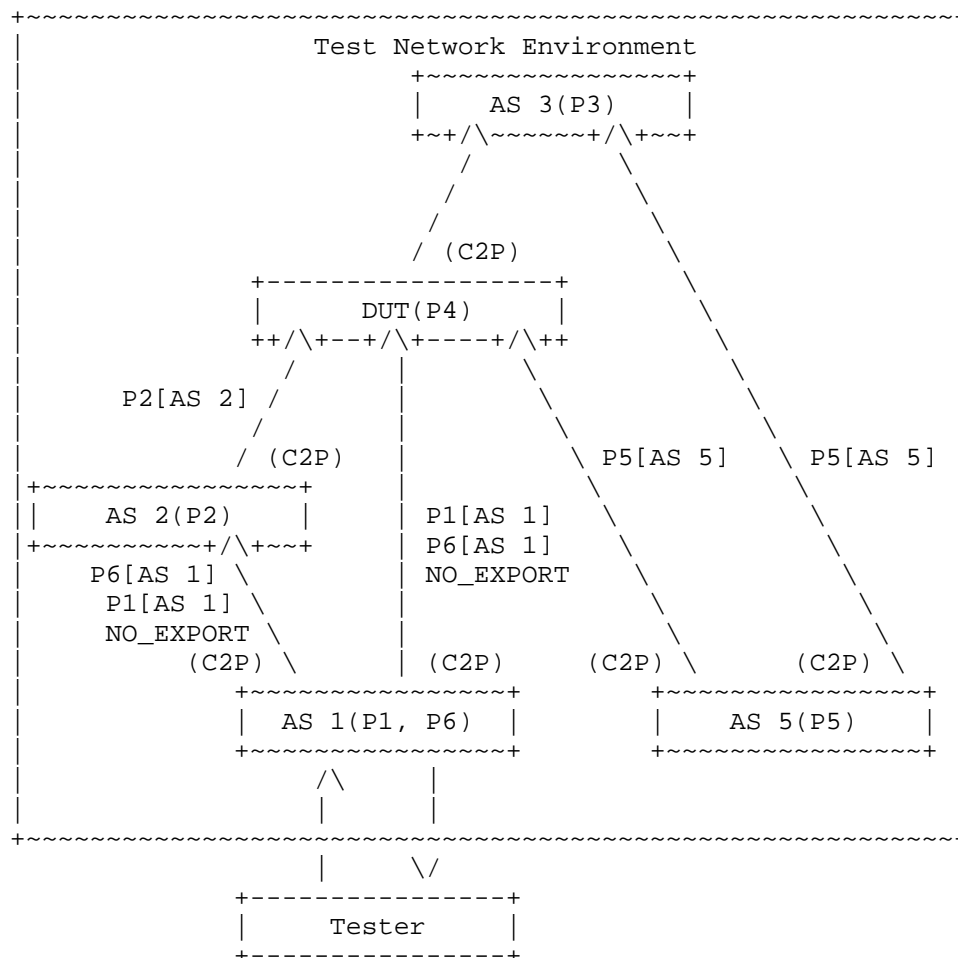 Test Network Environment
AS 3(P3)
(C2P)
DUT(P4)
P2[AS 2]
(C2P) P5[AS 5] P5[AS 5]
AS 2(P2) P1[AS 1]
P6[AS 1]
P6[AS 1] NO_EXPORT
P1[AS 1]
NO_EXPORT
(C2P) (C2P) (C2P) (C2P)
AS 1(P1, P6) AS 5(P5)
Tester